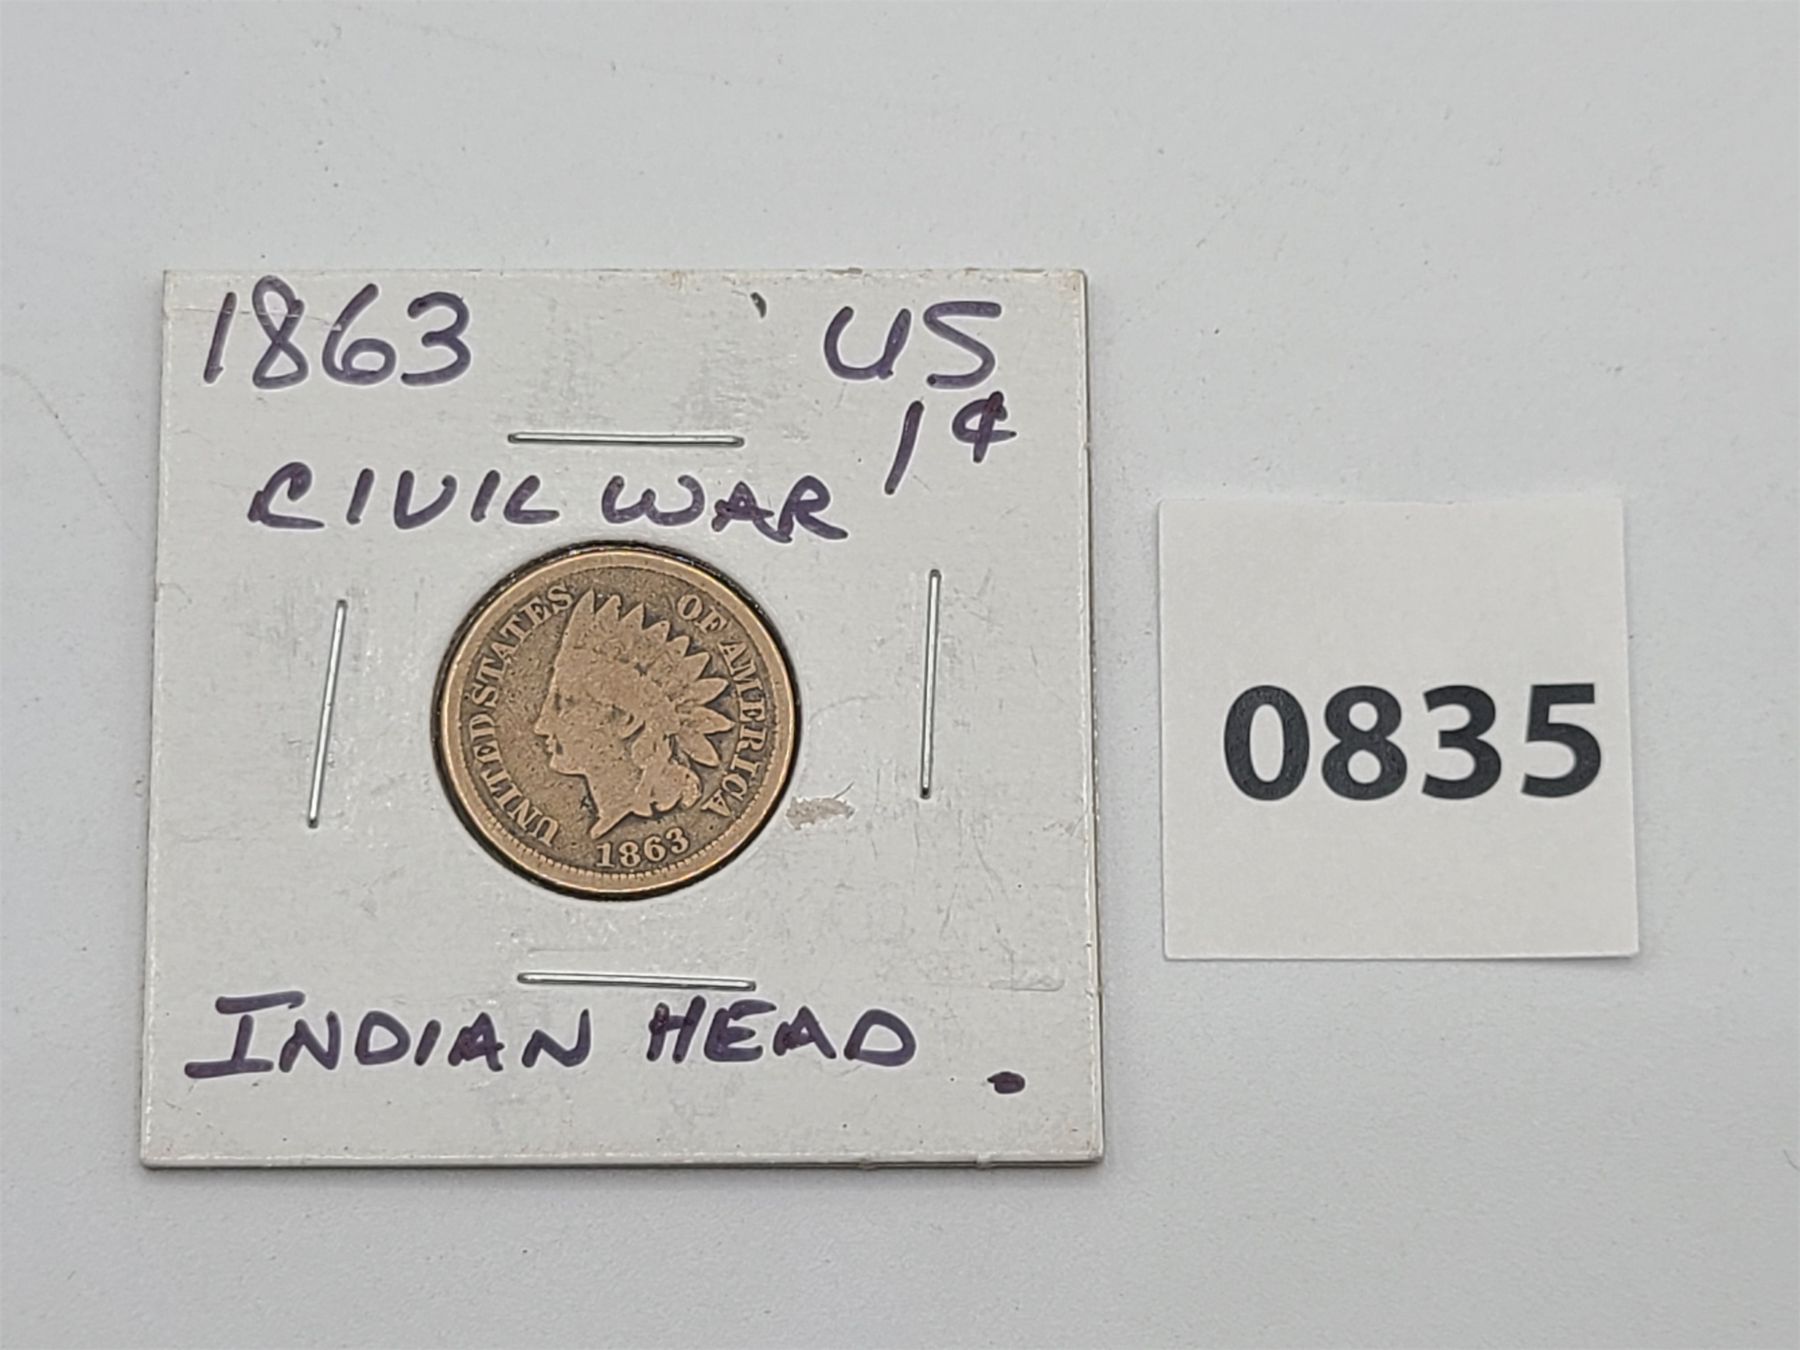 1863 US
1¢
CIVIL WAR
UNITED STATES OF AMERICA
1863
INDIAN HEAD.
0835